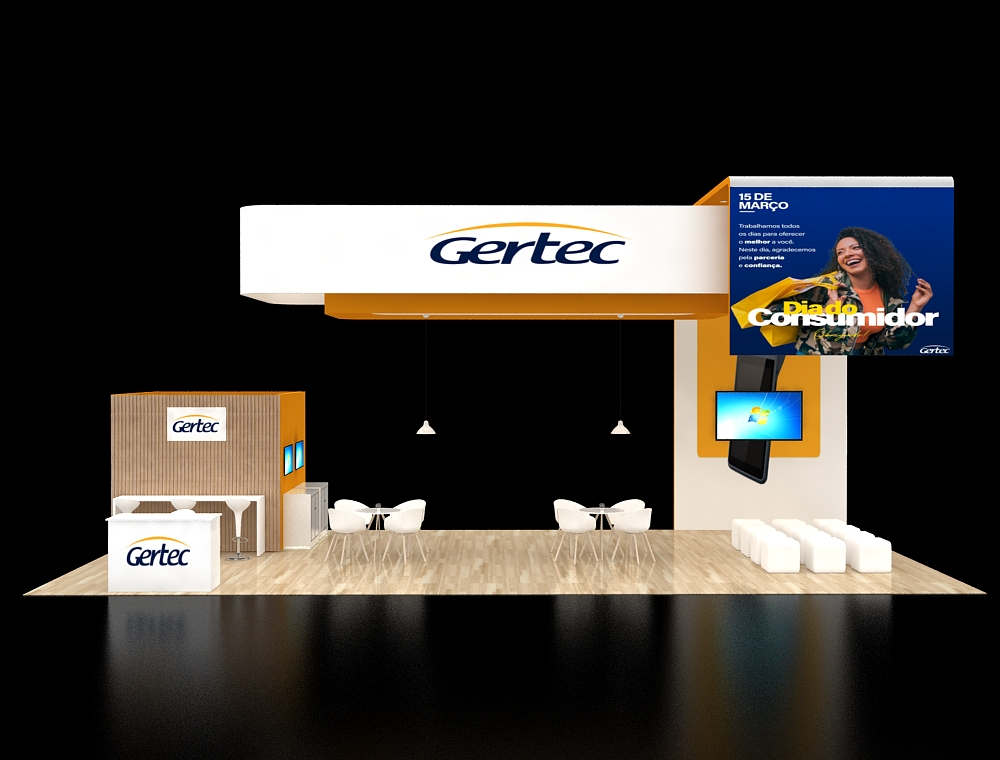 Gertec
15 DE
MARÇO
Trabalhamos todos
os dias para oferecer
o melhor a você.
Neste dia, agradecemos
pela parceria
e confiança.
Dia do
Consumidor
Gertec
Gertec
Gertec